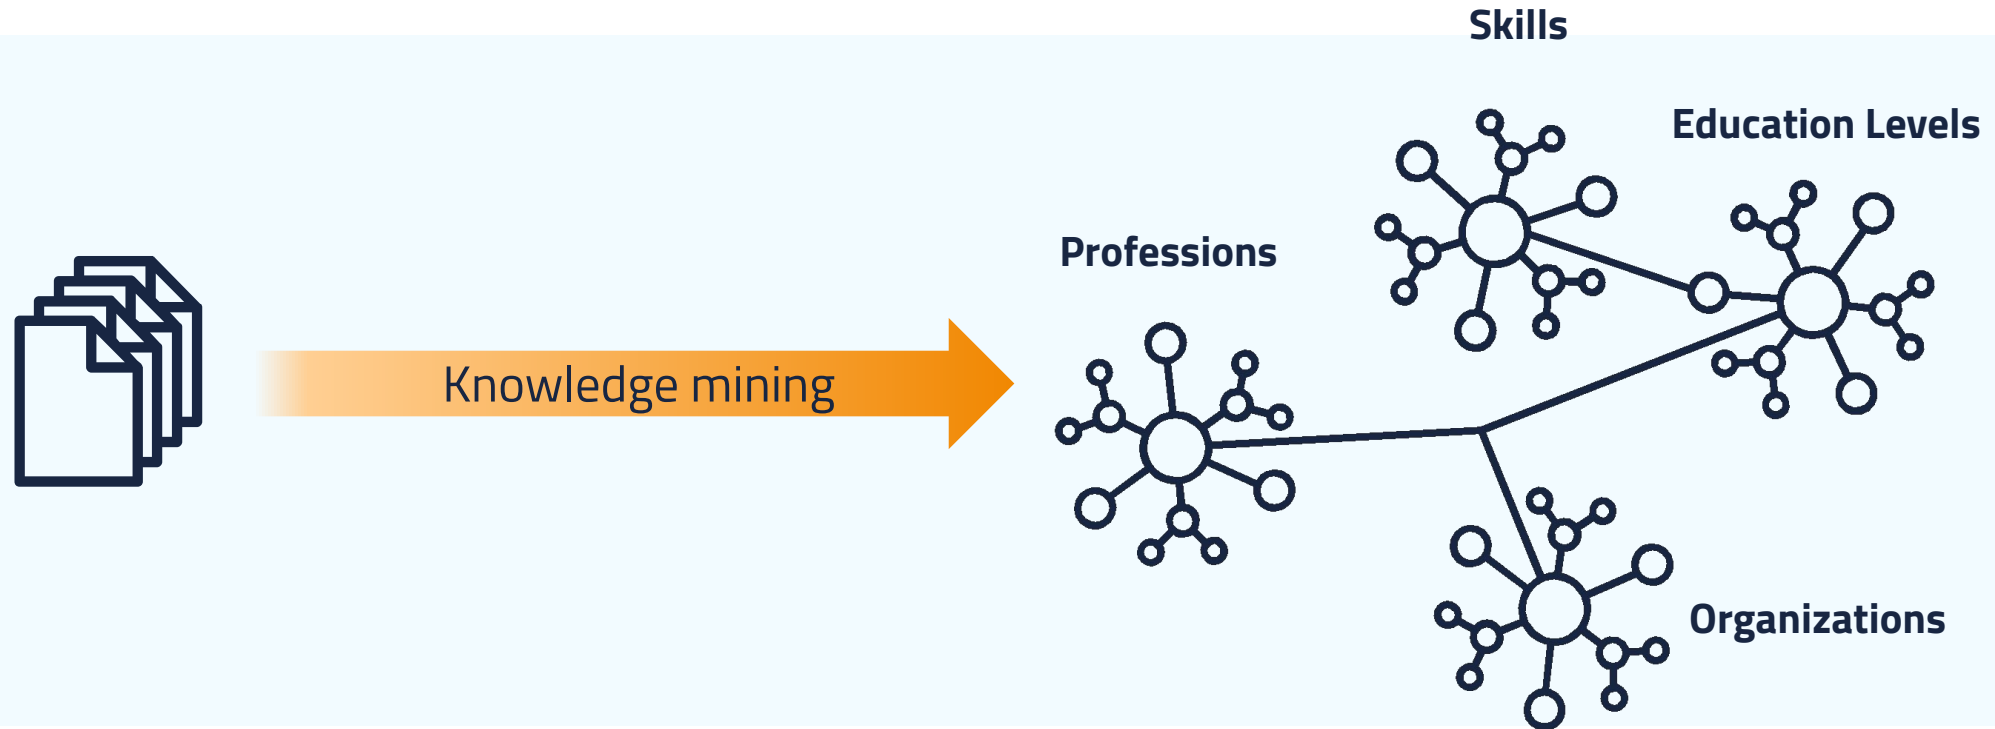 Skills
Education Levels
Professions
Knowledge mining
Organizations